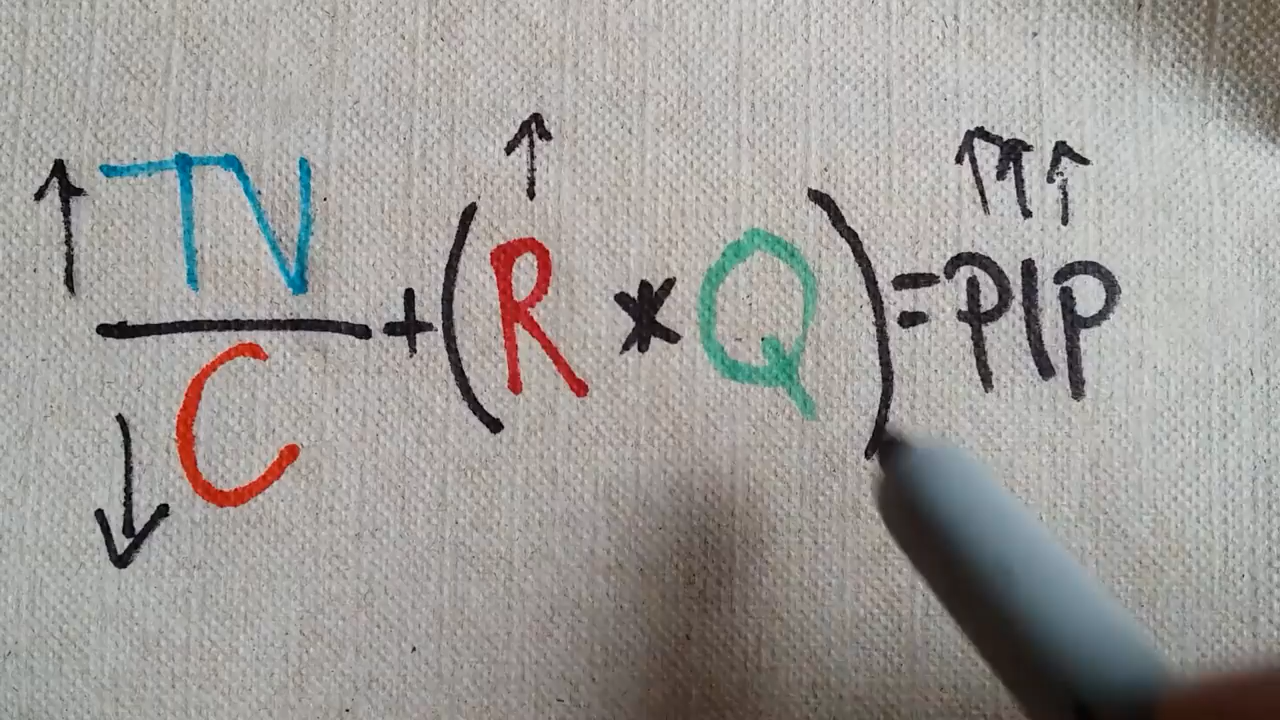 ↑ TV / C ↓ + (R ↑ * Q) = PIP ↑↑↑